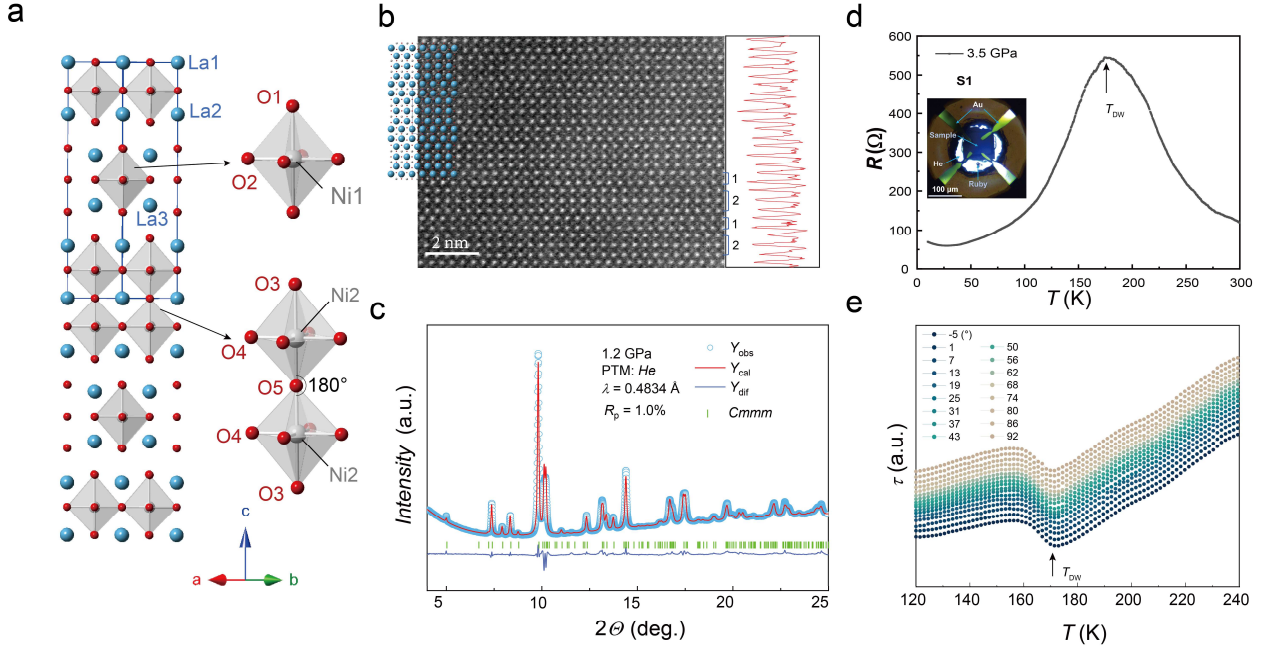 a
La1
La2
La3
O1
O2
Ni1
O3
Ni2
O4
O5
180°
O4
Ni2
O3
c
a
b
b
2 nm
1
2
1
2
c
Intensity (a.u.)
1.2 GPa
PTM: He
λ = 0.4834 Å
Rp = 1.0%
Yobs
Ycal
Ydif
Cmmm
5
10
15
20
25
2Θ (deg.)
d
R (Ω)
600
500
400
300
200
100
0
3.5 GPa
S1
Au
Sample
He
Ruby
100 μm
TDW
0
50
100
150
200
250
300
T (K)
e
τ (a.u.)
-5 (°)
1
7
13
19
25
31
37
43
50
56
62
68
74
80
86
92
TDW
120
140
160
180
200
220
240
T (K)